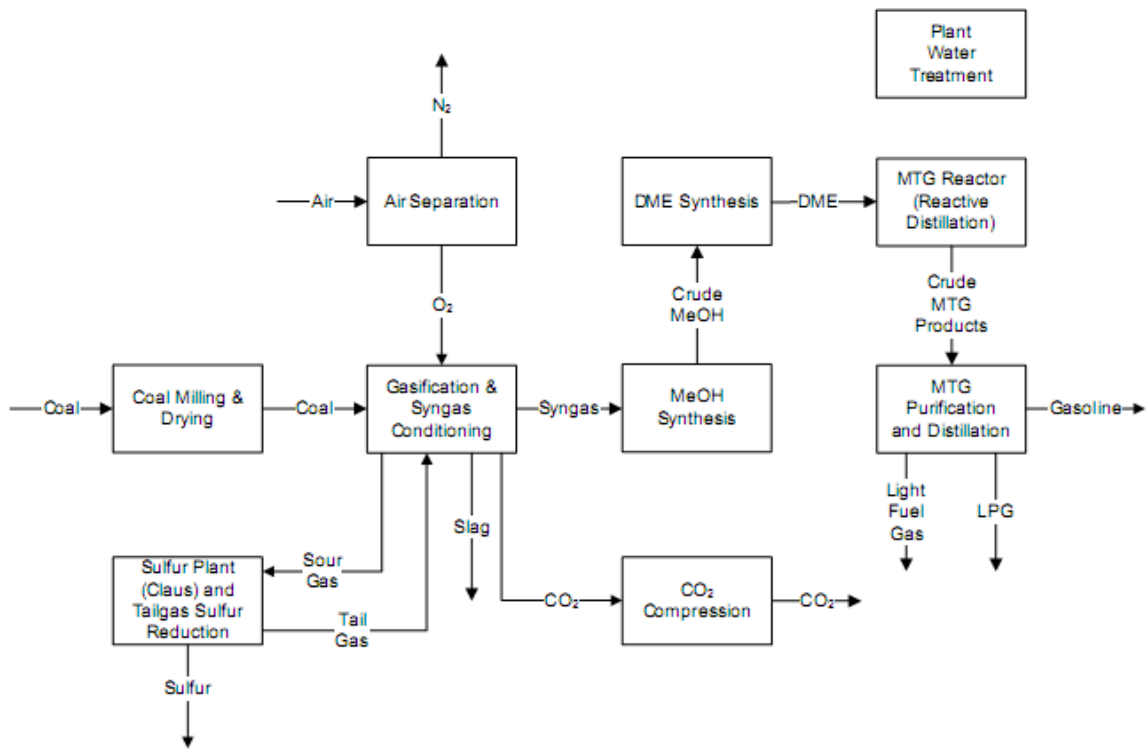 Plant
Water
Treatment
N₂
Air
Air Separation
DME Synthesis
DME
MTG Reactor
(Reactive
Distillation)
O₂
Crude
MeOH
Crude
MTG
Products
Coal
Coal Milling &
Drying
Coal
Gasification &
Syngas
Conditioning
Syngas
MeOH
Synthesis
MTG
Purification
and Distillation
Gasoline
Light
Fuel
Gas
LPG
Slag
Sour
Gas
Sulfur Plant
(Claus) and
Tailgas Sulfur
Reduction
Tail
Gas
CO₂
CO₂
Compression
CO₂
Sulfur